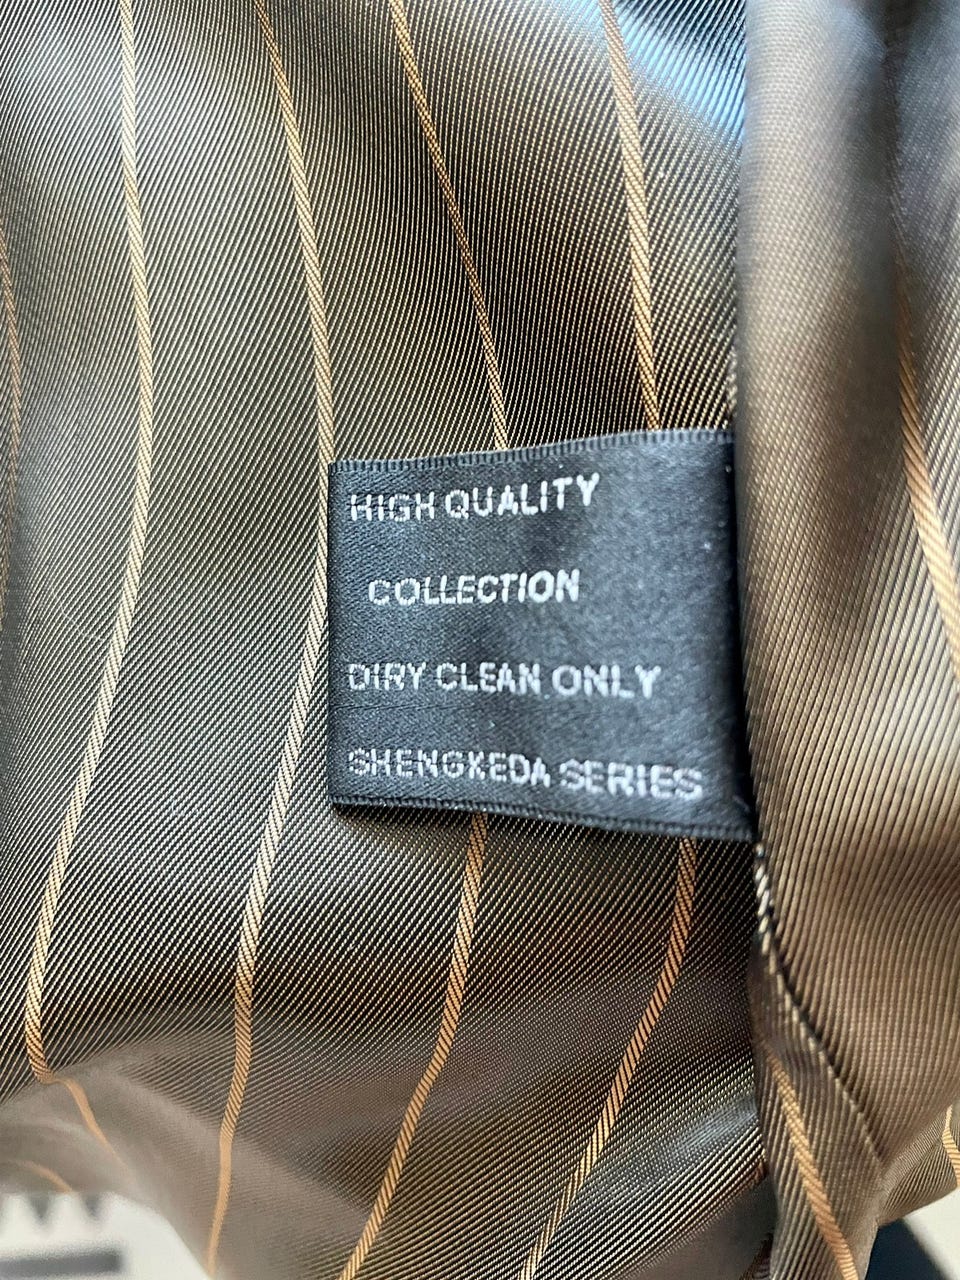 HIGH QUALITY
COLLECTION
DIRY CLEAN ONLY
SHENGKEDA SERIES